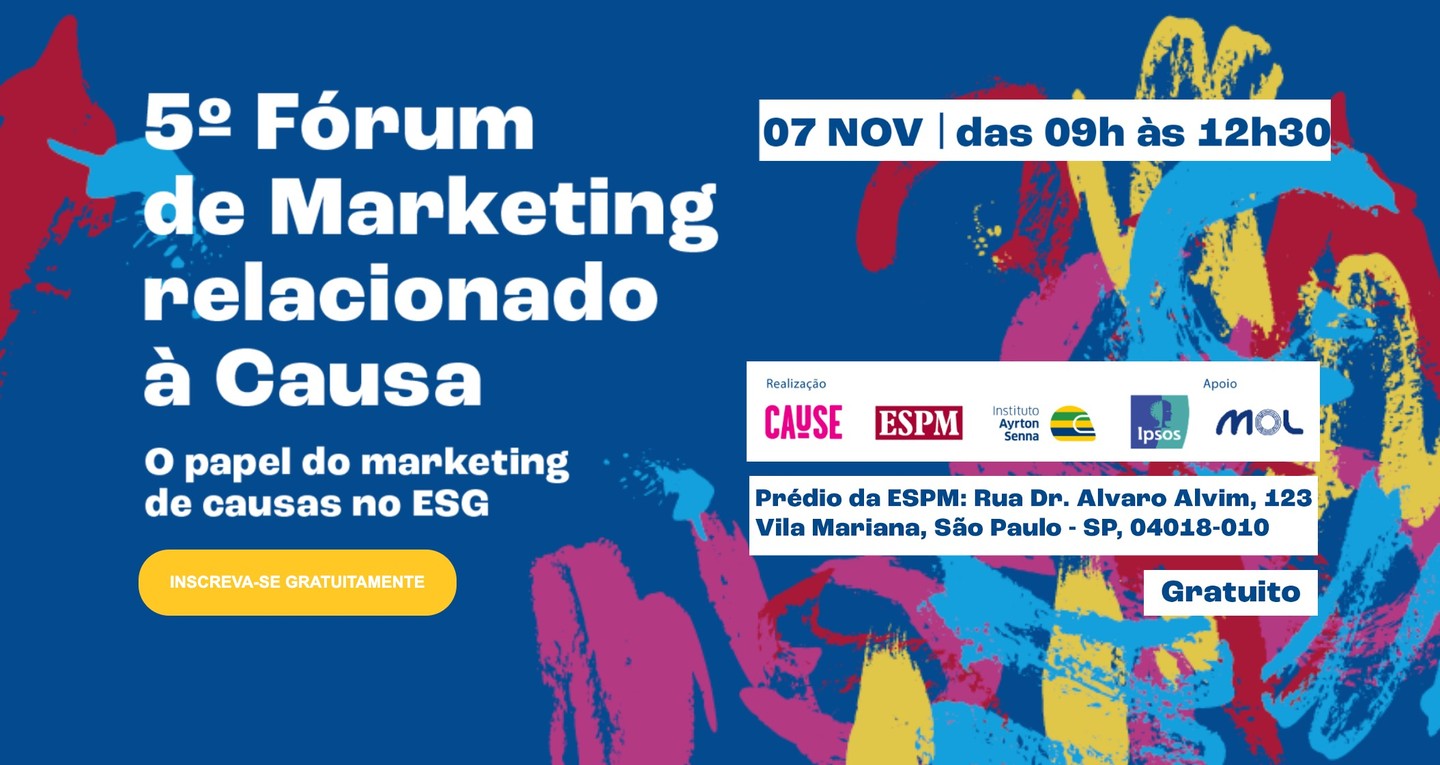 5º Fórum
de Marketing
relacionado
à Causa
O papel do marketing
de causas no ESG
INSCREVA-SE GRATUITAMENTE
07 NOV | das 09h às 12h30
Realização
Apoio
CAUSE
ESPM
Instituto
Ayrton
Senna
Ipsos
MOL
Prédio da ESPM: Rua Dr. Alvaro Alvim, 123
Vila Mariana, São Paulo - SP, 04018-010
Gratuito